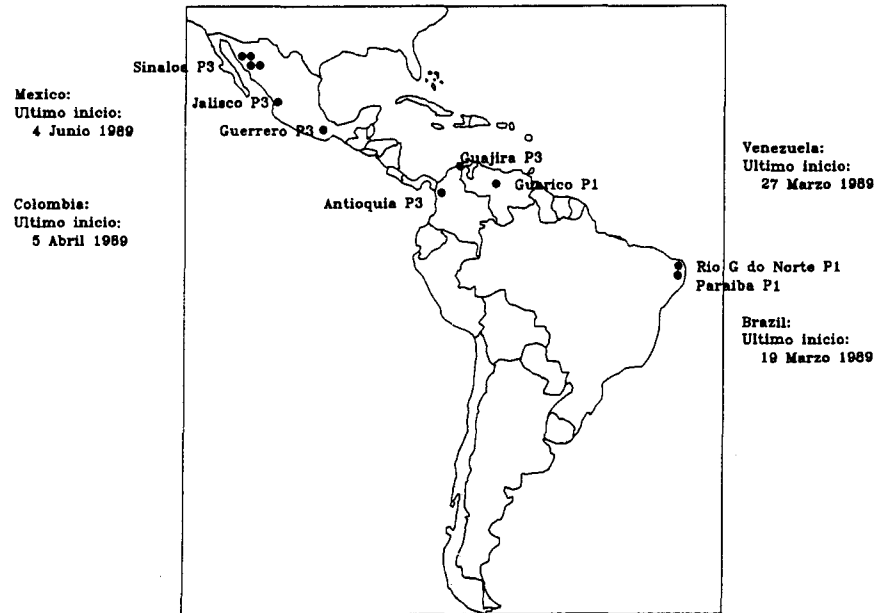 Sinaloa P3
Mexico:
Ultimo inicio:
4 Junio 1989
Jalisco P3
Guerrero P3
Guajira P3
Guarico P1
Venezuela:
Ultimo inicio:
27 Marzo 1989
Antioquia P3
Colombia:
Ultimo inicio:
5 Abril 1989
Rio G do Norte P1
Paraiba P1
Brazil:
Ultimo inicio:
19 Marzo 1989